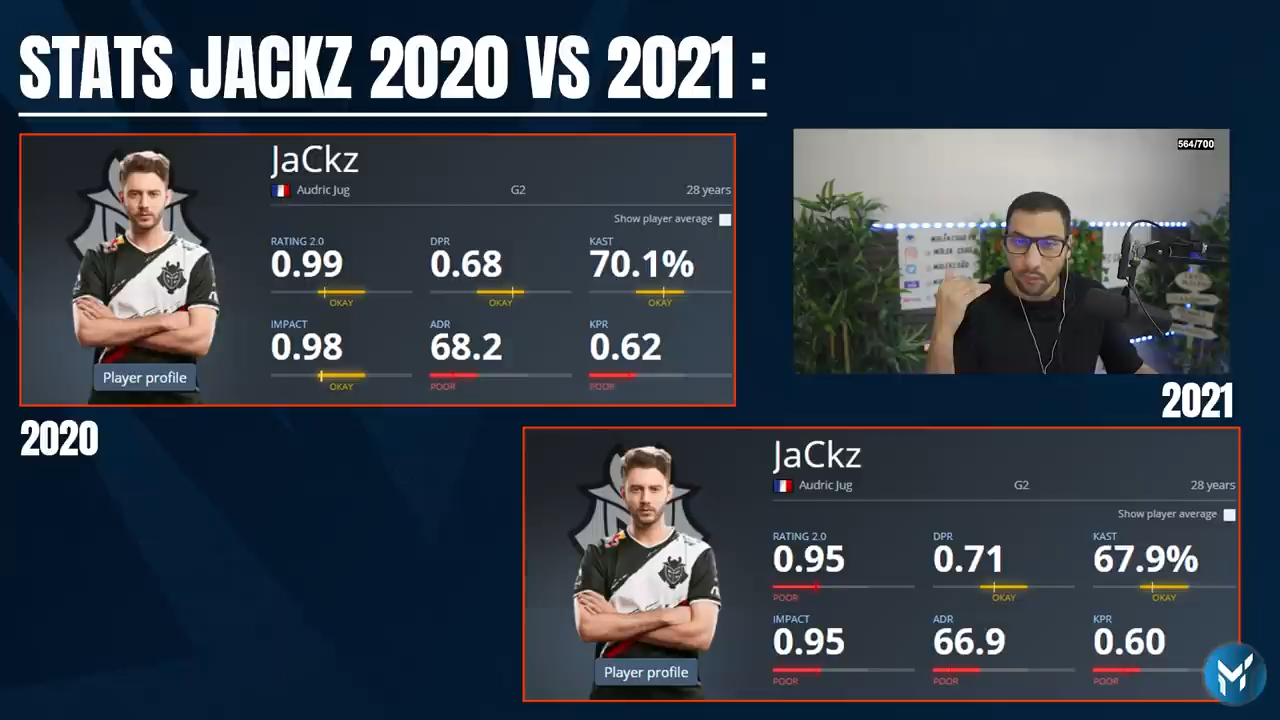 STATS JACKZ 2020 VS 2021 :
JaCkz
Audric Jug G2 28 years
Show player average
RATING 2.0 DPR KAST
0.99 0.68 70.1%
OKAY OKAY OKAY
IMPACT ADR KPR
0.98 68.2 0.62
OKAY POOR POOR
Player profile
2020
564/700
2021
JaCkz
Audric Jug G2 28 years
Show player average
RATING 2.0 DPR KAST
0.95 0.71 67.9%
POOR OKAY OKAY
IMPACT ADR KPR
0.95 66.9 0.60
POOR POOR POOR
Player profile